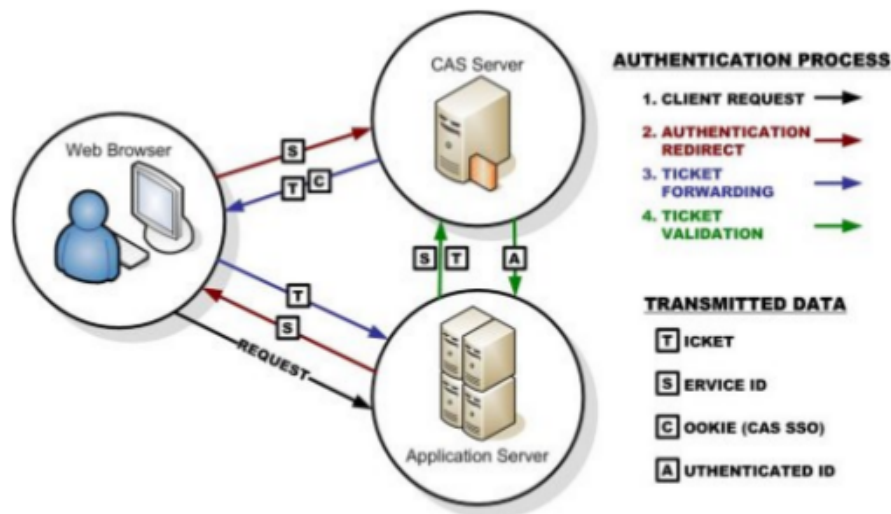 CAS Server
Web Browser
S
T C
S T
A
T
S
REQUEST
Application Server
AUTHENTICATION PROCESS
1. CLIENT REQUEST
2. AUTHENTICATION
REDIRECT
3. TICKET
FORWARDING
4. TICKET
VALIDATION
TRANSMITTED DATA
T ICKET
S ERVICE ID
C OOKIE (CAS SSO)
A UTHENTICATED ID